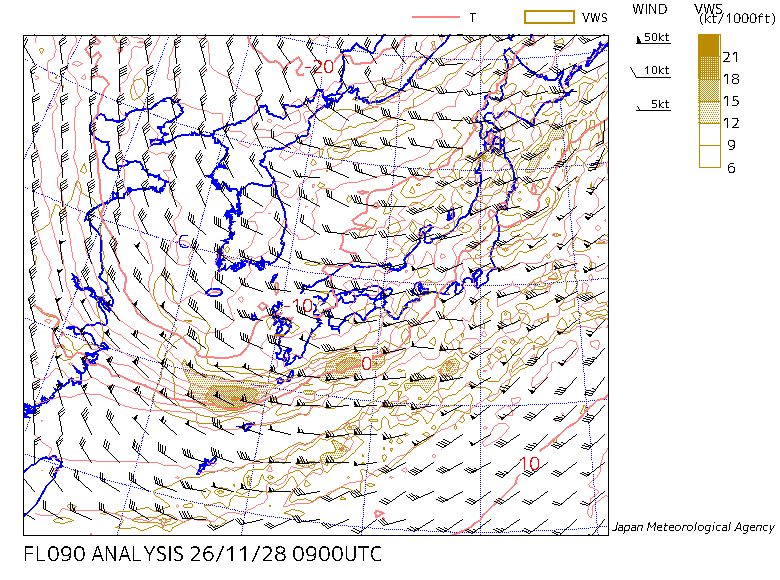 T
VWS
WIND
50kt
10kt
5kt
VWS
(kt/1000ft)
21
18
15
12
9
6
-20
C
-10
0
10
Japan Meteorological Agency
FL090 ANALYSIS 26/11/28 0900UTC